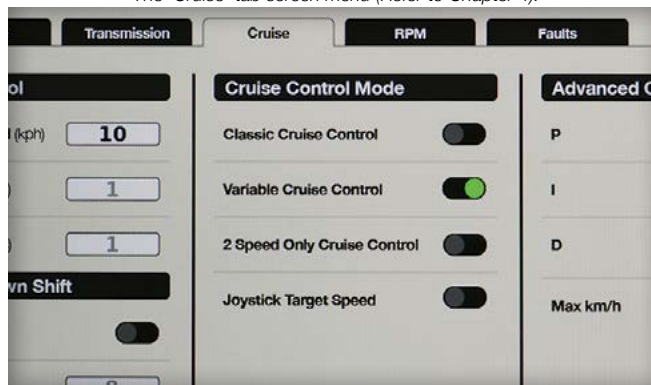 The "Cruise" tab screen menu (Refer to Chapter 4).
Transmission Cruise RPM Faults
ol
(kph) 10
) 1
) 1
wn Shift
Cruise Control Mode
Classic Cruise Control
Variable Cruise Control
2 Speed Only Cruise Control
Joystick Target Speed
Advanced C
P
I
D
Max km/h